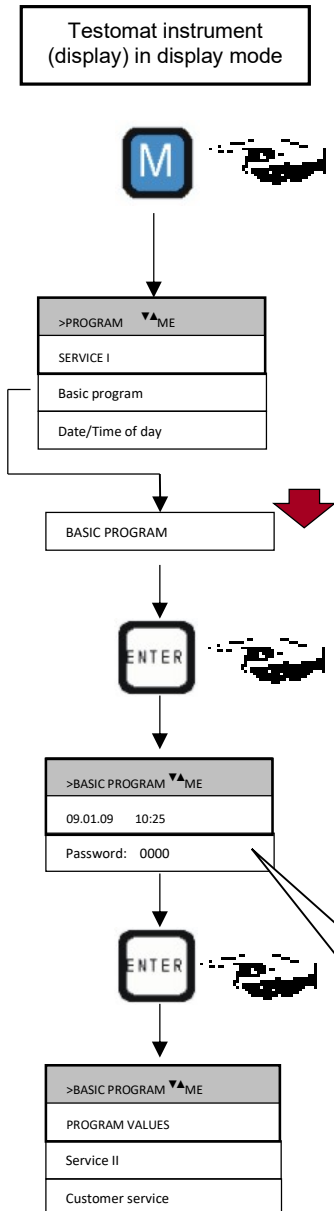 Testomat instrument
(display) in display mode
M
>PROGRAM ▼▲ME
SERVICE I
Basic program
Date/Time of day
BASIC PROGRAM
ENTER
>BASIC PROGRAM ▼▲ME
09.01.09 10:25
Password: 0000
ENTER
>BASIC PROGRAM ▼▲ME
PROGRAM VALUES
Service II
Customer service